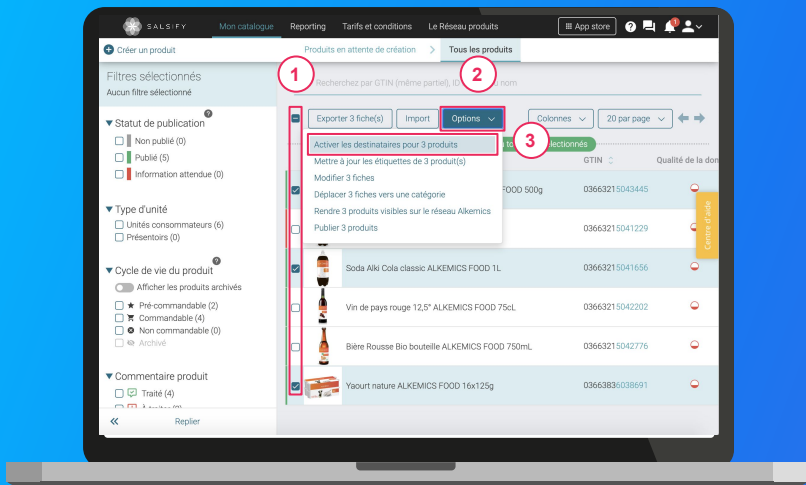 SALSIFY
Mon catalogue
Reporting
Tarifs et conditions
Le Réseau produits
App store
1
Créer un produit
Produits en attente de création
Tous les produits
Filtres sélectionnés
Aucun filtre sélectionné
1
2
Recherchez par GTIN (même partiel), ID nom
Statut de publication
Non publié (0)
Publié (5)
Information attendue (0)
Type d'unité
Unités consommateurs (6)
Présentoirs (0)
Cycle de vie du produit
Afficher les produits archivés
Pré-commandable (2)
Commandable (4)
Non commandable (0)
Archivé
Commentaire produit
Traité (4)
Replier
Exporter 3 fiche(s)
Import
Options
Colonnes
20 par page
3
Activer les destinataires pour 3 produits
Mettre à jour les étiquettes de 3 produit(s)
Modifier 3 fiches
Déplacer 3 fiches vers une catégorie
Rendre 3 produits visibles sur le réseau Alkemics
Publier 3 produits
GTIN
Qualité de la don
FOOD 500g
03663215043445
03663215041229
Soda Alki Cola classic ALKEMICS FOOD 1L
03663215041656
Vin de pays rouge 12,5° ALKEMICS FOOD 75cL
03663215042202
Bière Rousse Bio bouteille ALKEMICS FOOD 750mL
03663215042776
Yaourt nature ALKEMICS FOOD 16x125g
03663836038691
Centre d'aide